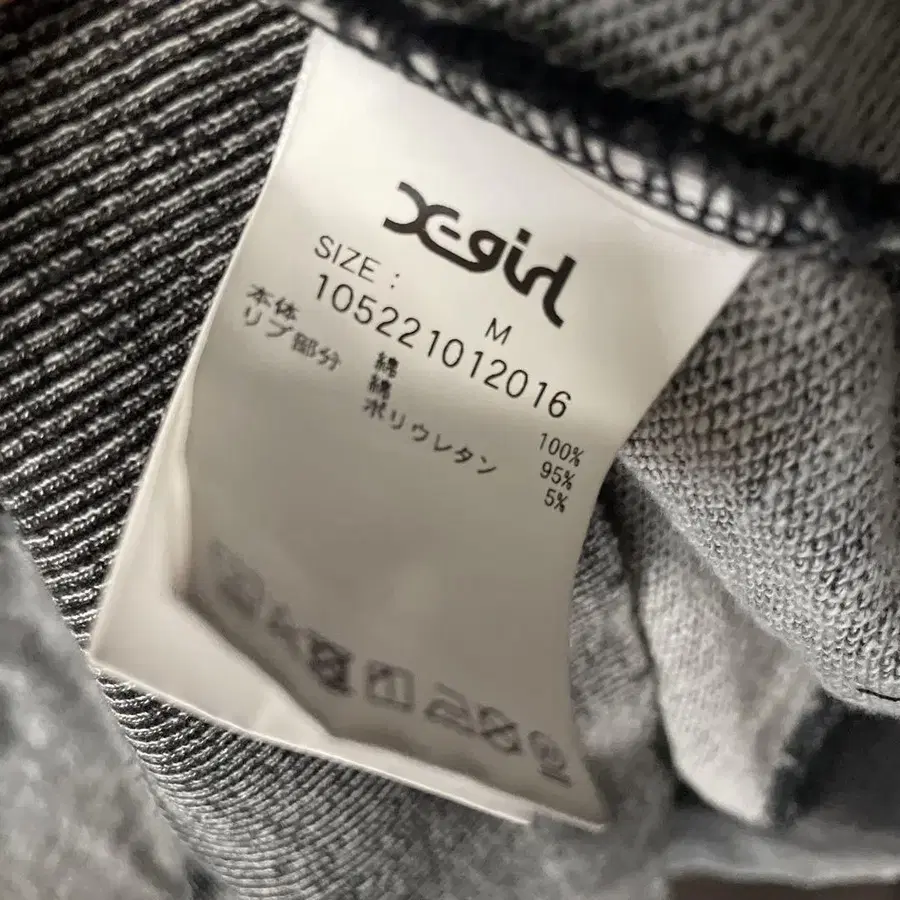 X-girl
SIZE : M
105221012016
本体 綿 100%
リブ部分 綿 95%
ポリウレタン 5%